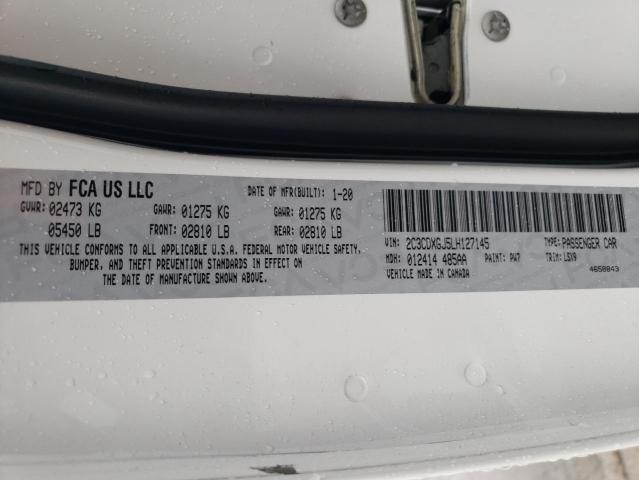 MFD BY FCA US LLC
DATE OF MFR(BUILT): 1-20
GVWR: 02473 KG GAWR: 01275 KG GAWR: 01275 KG
05450 LB FRONT: 02810 LB REAR: 02810 LB
THIS VEHICLE CONFORMS TO ALL APPLICABLE U.S.A. FEDERAL MOTOR VEHICLE SAFETY,
BUMPER, AND THEFT PREVENTION STANDARDS IN EFFECT ON
THE DATE OF MANUFACTURE SHOWN ABOVE.
VIN: 2C3CDXGJ5LH127145 TYPE: PASSENGER CAR
MDH: 012414 485AA PAINT: PW7 TRIM: LSX9
VEHICLE MADE IN CANADA 4658843